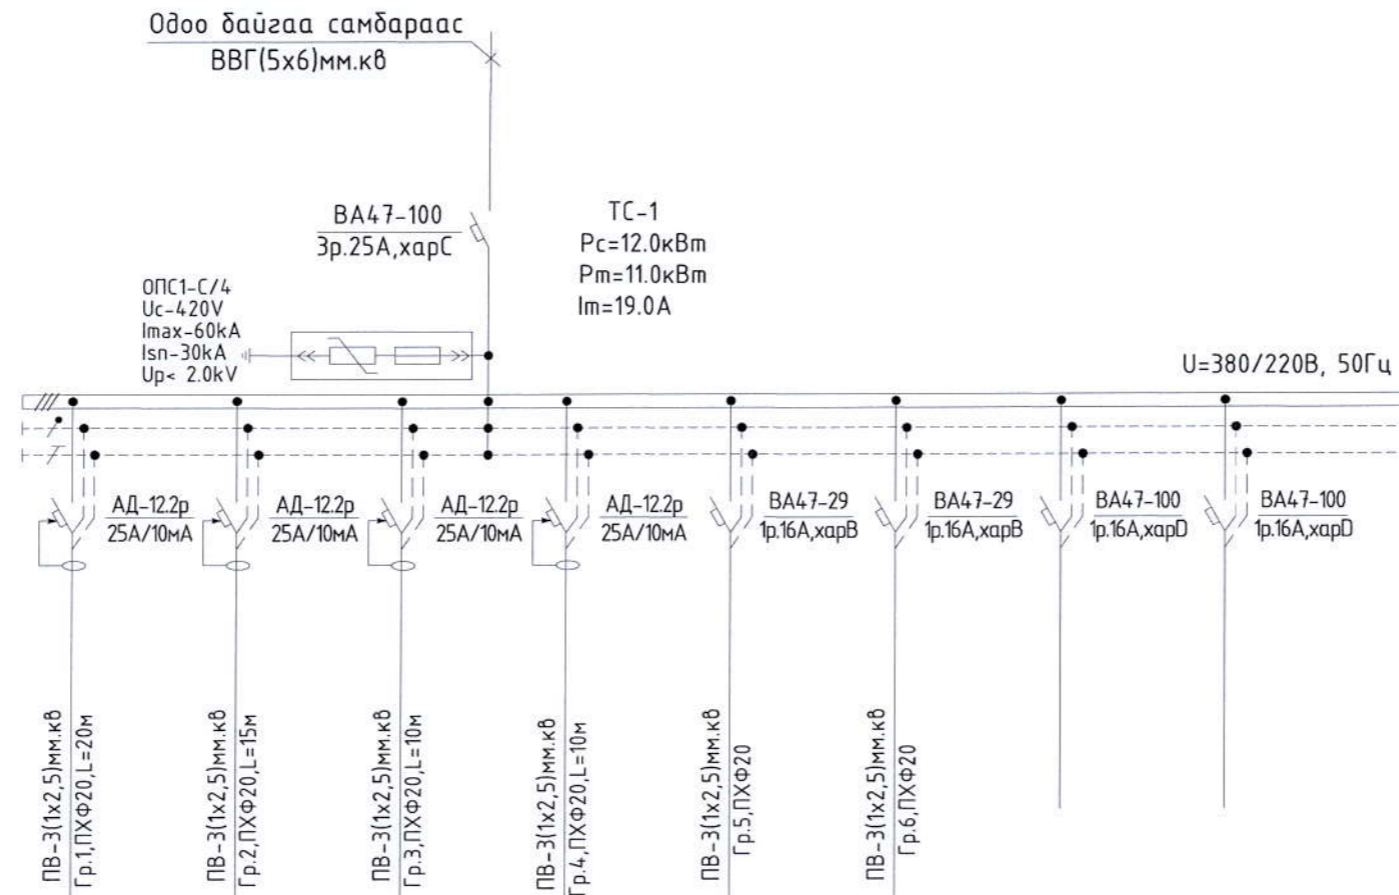 Одоо байгаа самбараас
ВВГ(5х6)мм.кв
ВА47-100
3р.25А,харС
ТС-1
Рс=12.0кВт
Рт=11.0кВт
Iт=19.0А
ОПС1-С/4
Uc-420V
Imax-60kA
Isn-30kA
Up< 2.0kV
U=380/220В, 50Гц
АД-12.2р
25А/10мА
АД-12.2р
25А/10мА
АД-12.2р
25А/10мА
АД-12.2р
25А/10мА
ВА47-29
1р.16А,харВ
ВА47-29
1р.16А,харВ
ВА47-100
1р.16А,харD
ВА47-100
1р.16А,харD
ПВ-3(1х2,5)мм.кв
Гр.1,ПХФ20,L=20м
ПВ-3(1х2,5)мм.кв
Гр.2,ПХФ20,L=15м
ПВ-3(1х2,5)мм.кв
Гр.3,ПХФ20,L=10м
ПВ-3(1х2,5)мм.кв
Гр.4,ПХФ20,L=10м
ПВ-3(1х2,5)мм.кв
Гр.5,ПХФ20
ПВ-3(1х2,5)мм.кв
Гр.6,ПХФ20